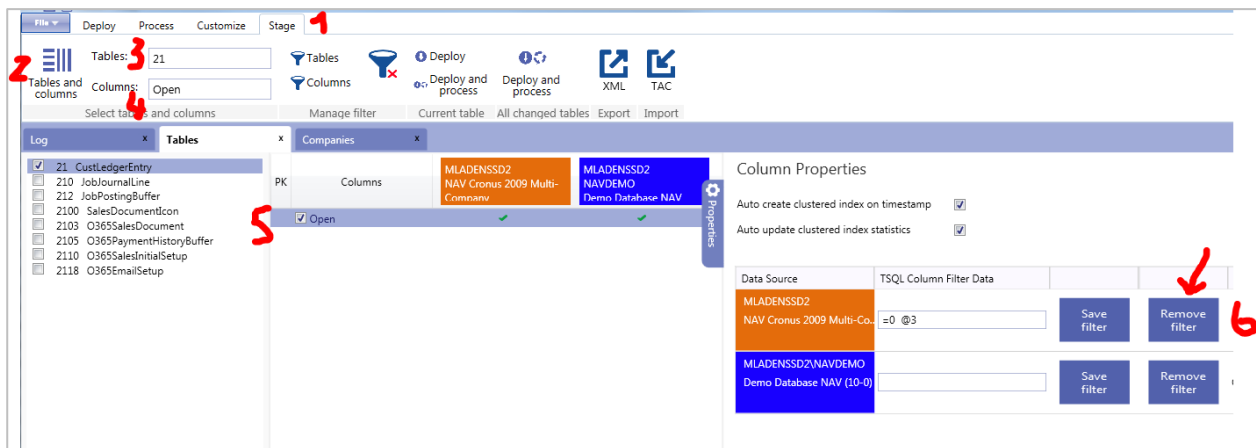 File Deploy Process Customize Stage 1
2 Tables and columns
Tables: 3 21
Columns: Open
4
Tables
Columns
Deploy
Deploy and process
Deploy and process
XML
TAC
Select tables and columns Manage filter Current table All changed tables Export Import
Log x Tables x Companies x
21 CustLedgerEntry
210 JobJournalLine
212 JobPostingBuffer
2100 SalesDocumentIcon
2103 O365SalesDocument
2105 O365PaymentHistoryBuffer
2110 O365SalesInitialSetup
2118 O365EmailSetup
PK Columns
MLADENSSD2
NAV Cronus 2009 Multi-
Company
MLADENSSD2
NAVDEMO
Demo Database NAV
5 Open
Properties
Column Properties
Auto create clustered index on timestamp
Auto update clustered index statistics
Data Source TSQL Column Filter Data
MLADENSSD2
NAV Cronus 2009 Multi-Co.. =0 @3
Save filter
Remove filter
6
MLADENSSD2\NAVDEMO
Demo Database NAV (10-0)
Save filter
Remove filter